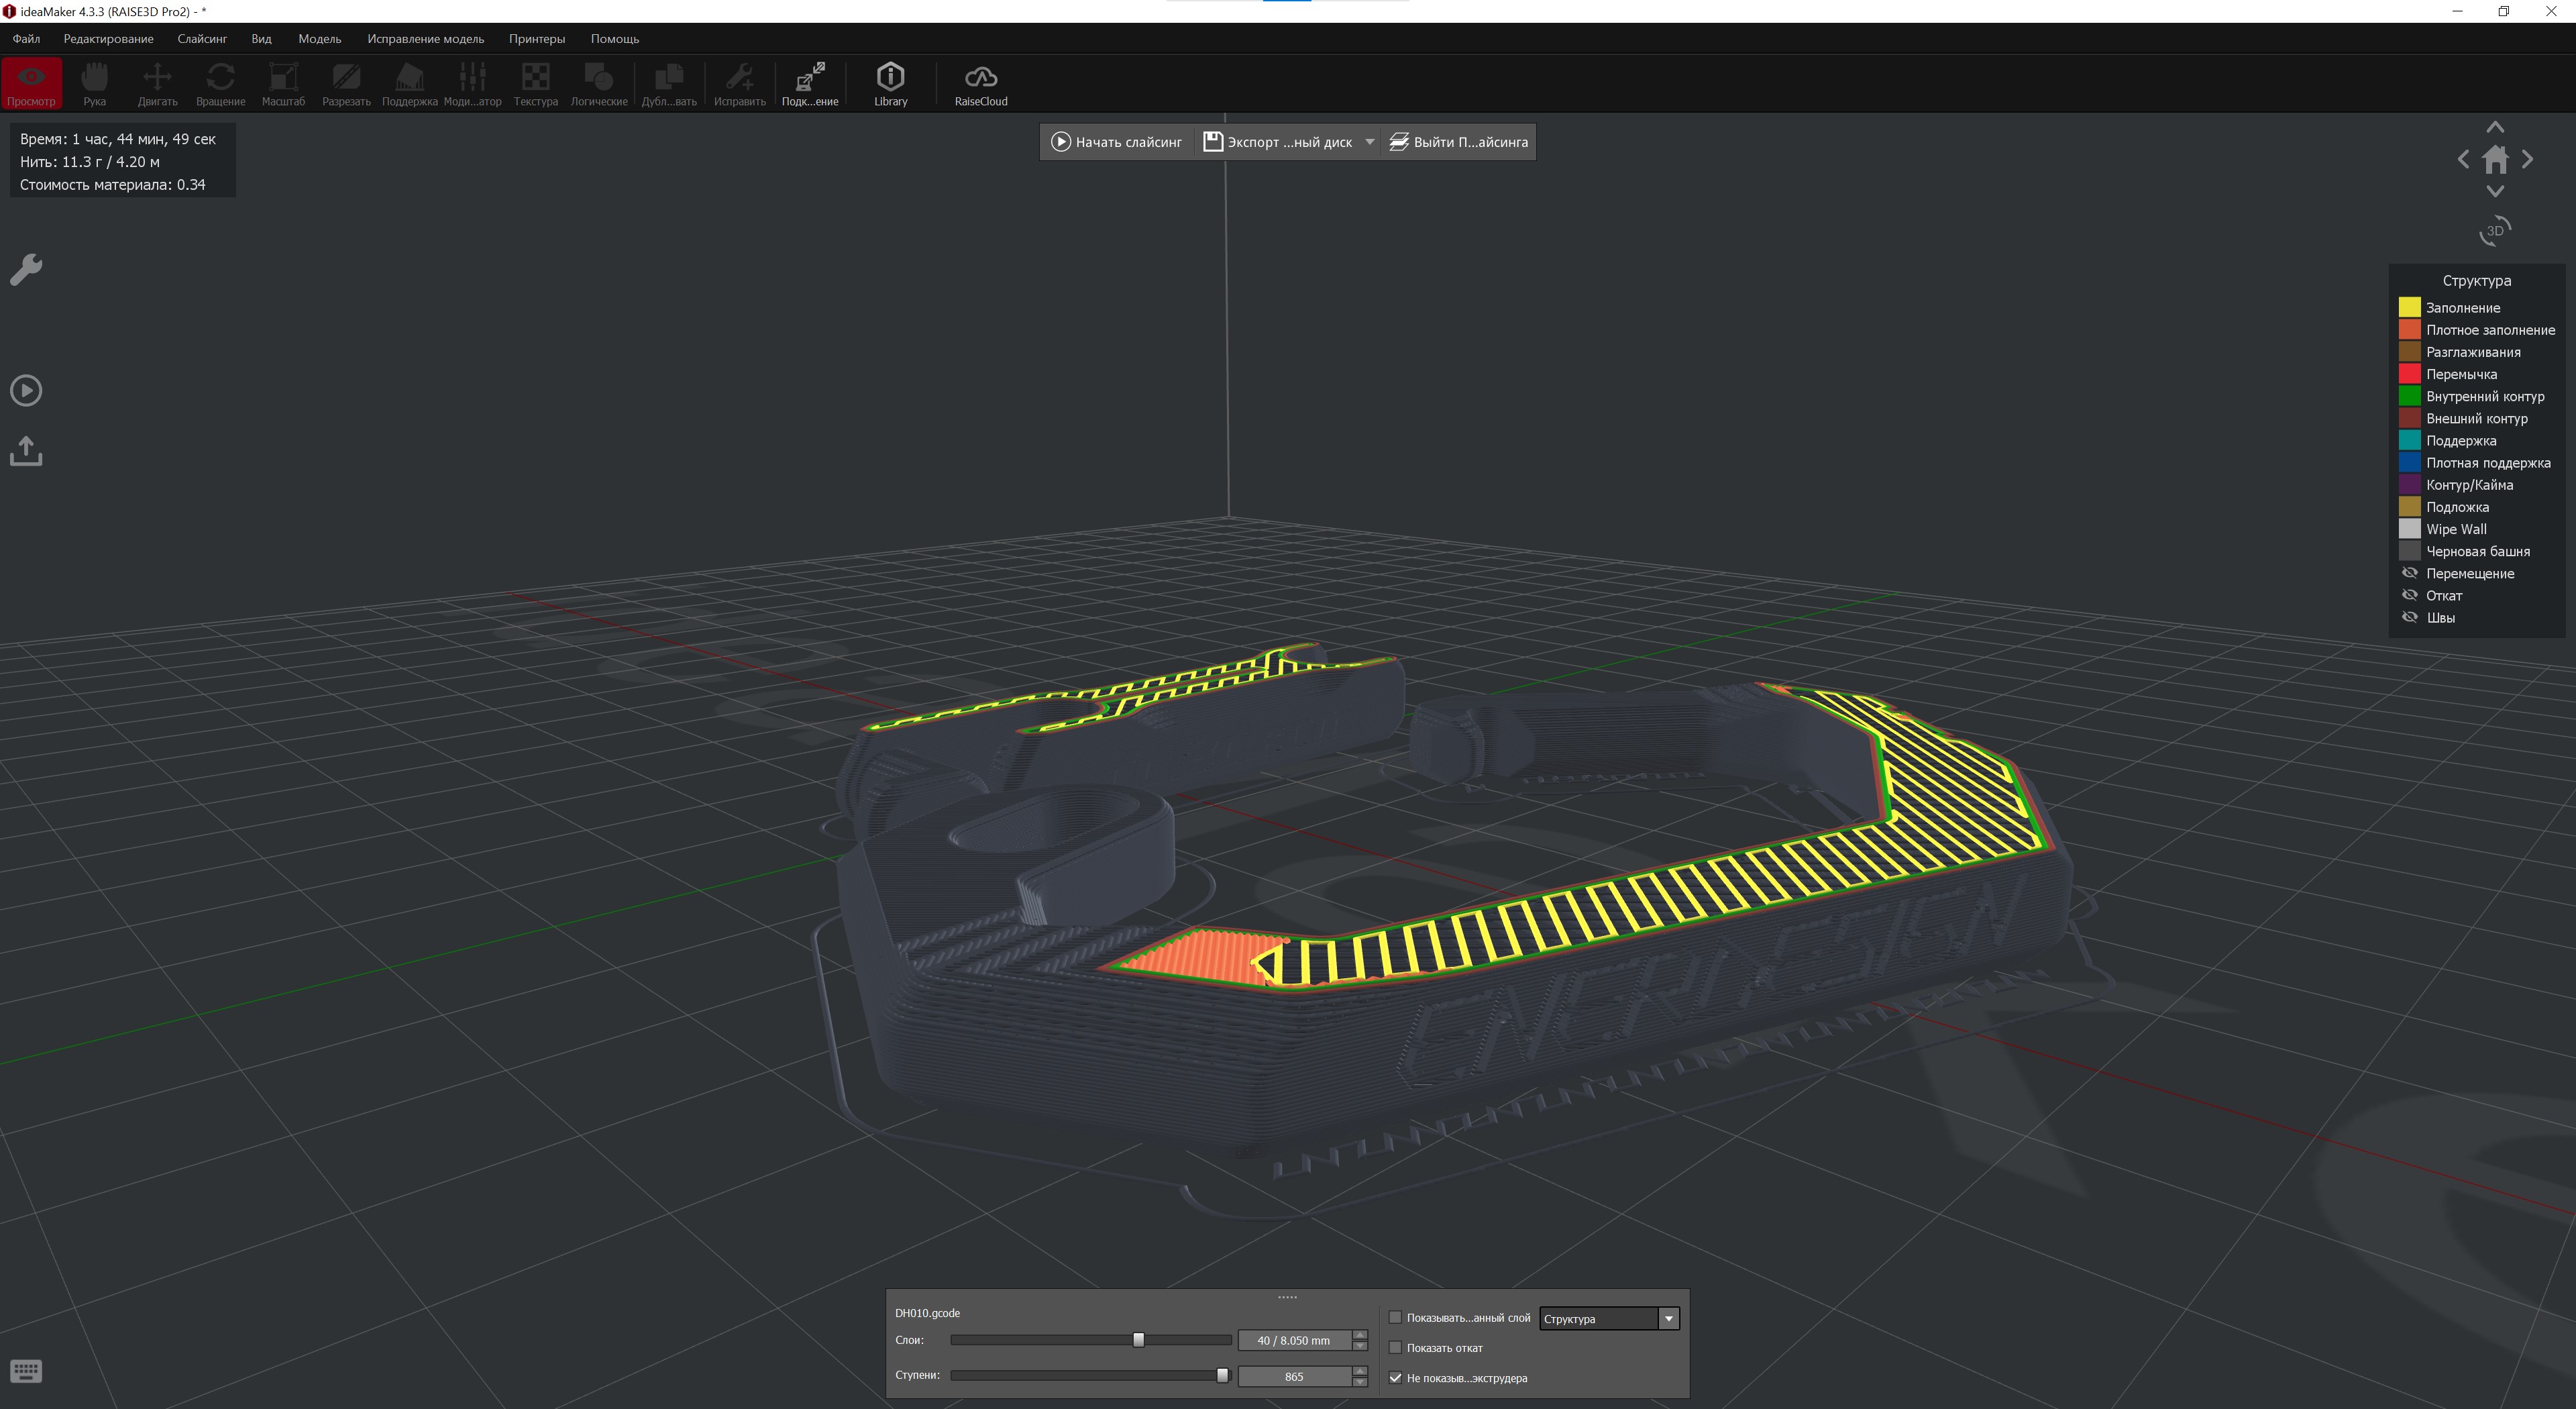 ideaMaker 4.3.3 (RAISE3D Pro2) - *
Файл Редактирование Слайсинг Вид Модель Исправление модель Принтеры Помощь
Просмотр Рука Двигать Вращение Масштаб Разрезать Поддержка Моди...атор Текстура Логические Дубл...вать Исправить Подк...ение Library RaiseCloud
Время: 1 час, 44 мин, 49 сек
Нить: 11.3 г / 4.20 м
Стоимость материала: 0.34
Начать слайсинг Экспорт ...ный диск Выйти П...айсинга
3D
Структура
Заполнение
Плотное заполнение
Разглаживания
Перемычка
Внутренний контур
Внешний контур
Поддержка
Плотная поддержка
Контур/Кайма
Подложка
Wipe Wall
Черновая башня
Перемещение
Откат
Швы
DH010.gcode
Слои: 40 / 8.050 mm
Ступени: 865
Показывать...анный слой Структура
Показать откат
Не показыв...экструдера